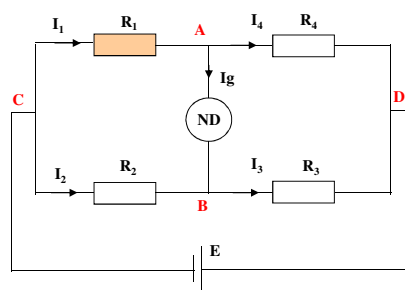 I₁ R₁ A I₄ R₄
Ig
C D
ND
I₂ R₂ I₃ R₃
B
E